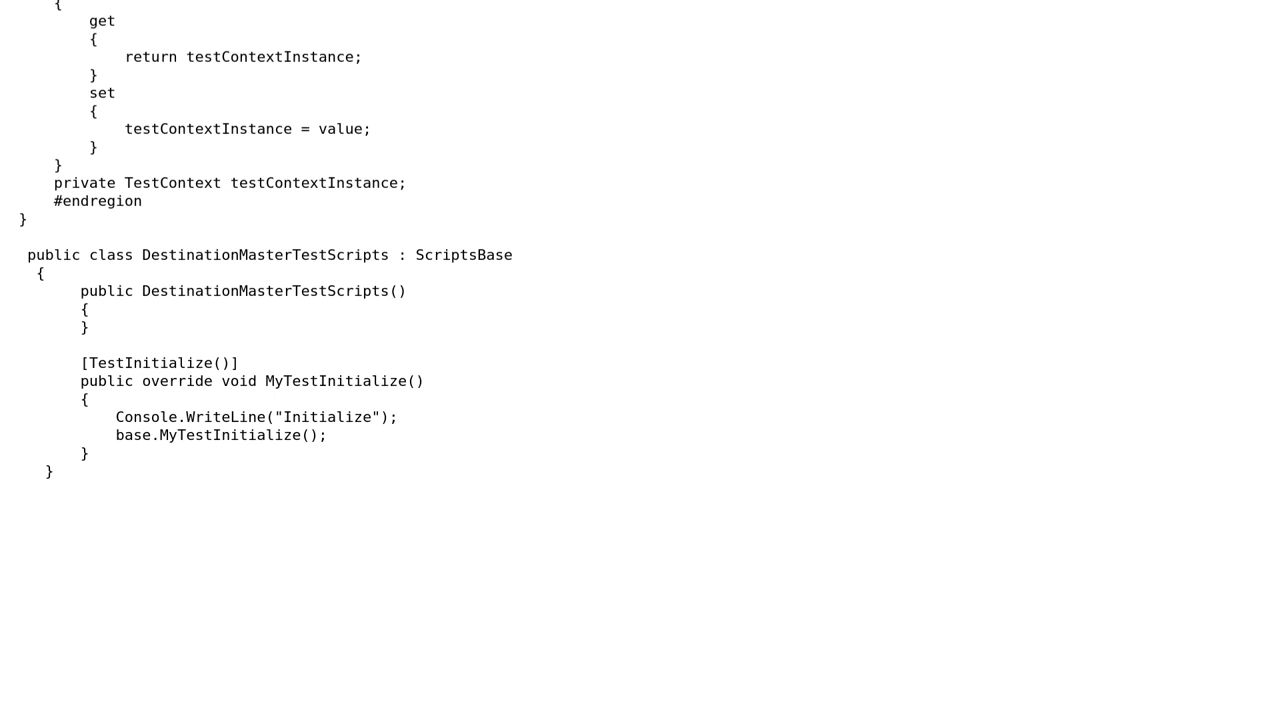 {
        get
        {
            return testContextInstance;
        }
        set
        {
            testContextInstance = value;
        }
    }
    private TestContext testContextInstance;
    #endregion
}

 public class DestinationMasterTestScripts : ScriptsBase
  {
       public DestinationMasterTestScripts()
       {
       }

       [TestInitialize()]
       public override void MyTestInitialize()
       {
           Console.WriteLine("Initialize");
           base.MyTestInitialize();
       }
   }